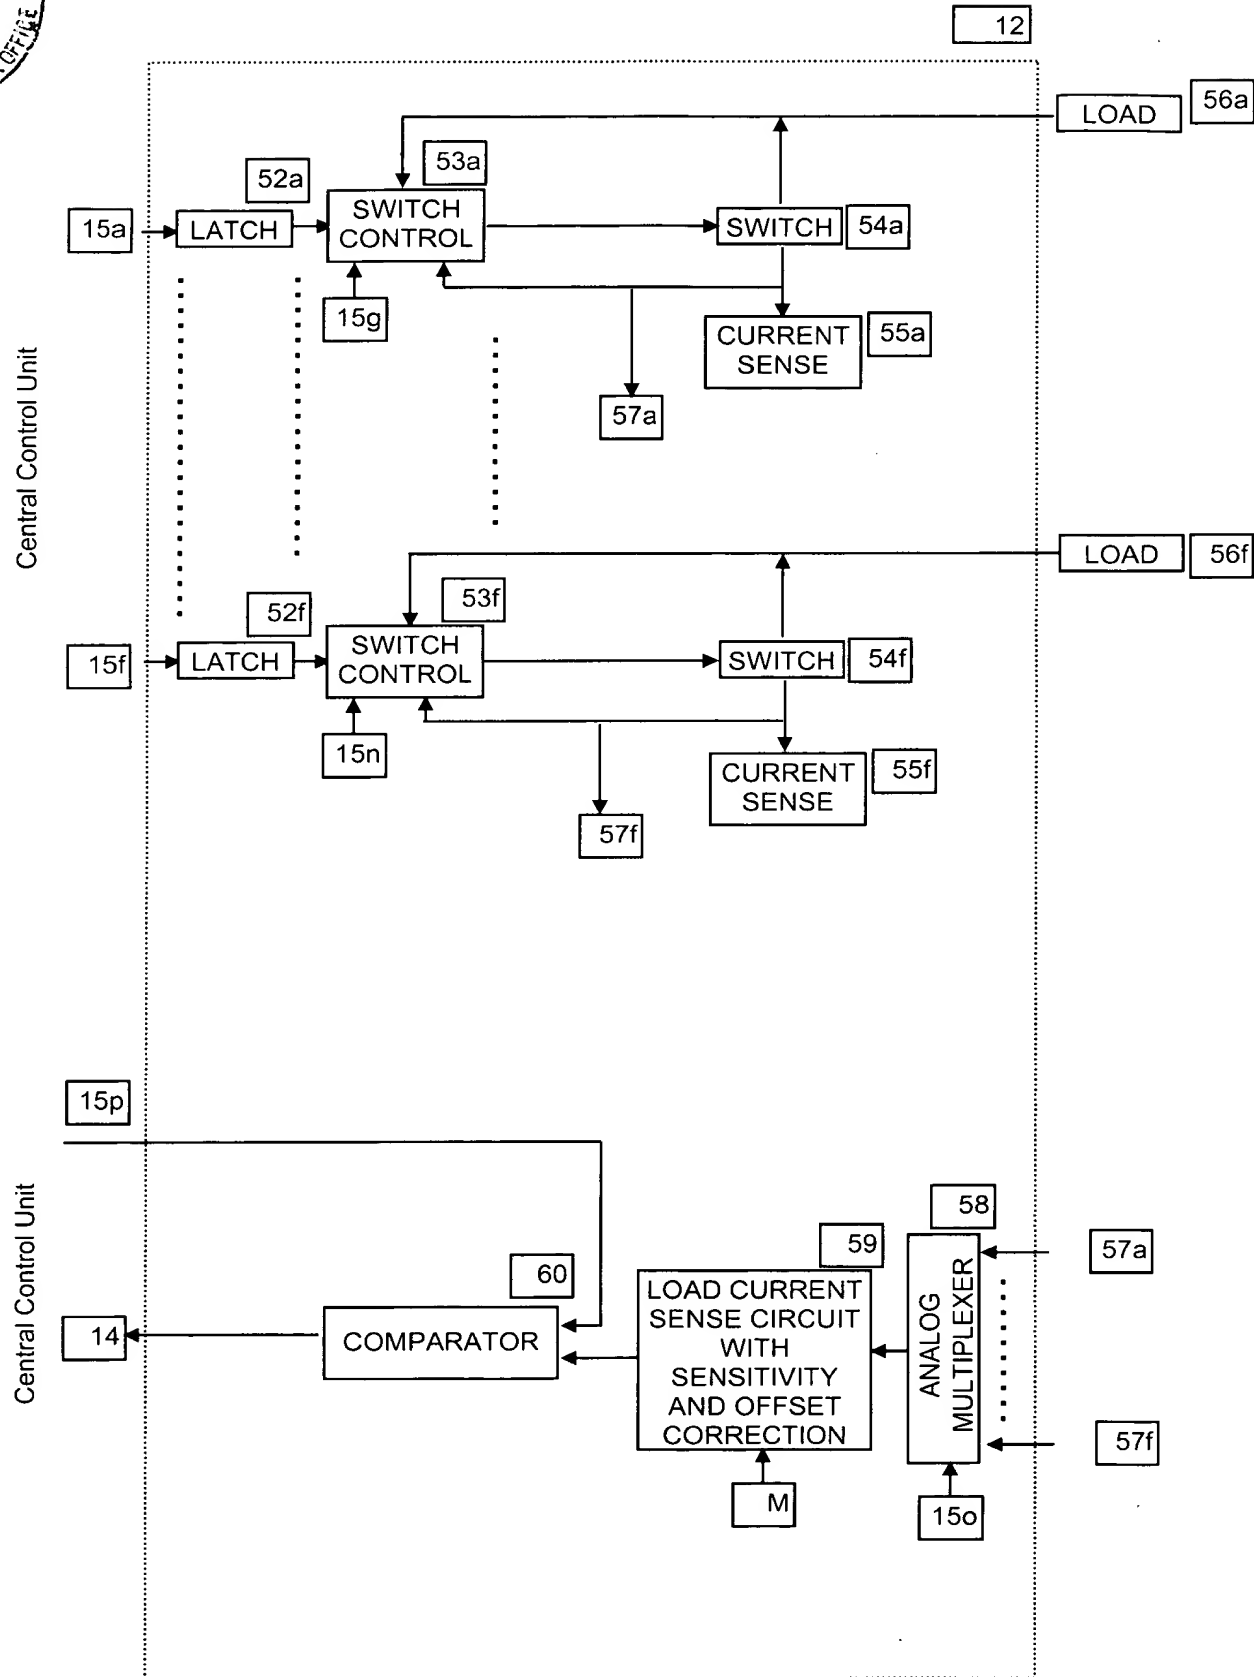 OFFICE
12
56a
LOAD
53a
52a
SWITCH
CONTROL
15a
LATCH
SWITCH
54a
15g
CURRENT
SENSE
55a
57a
Central Control Unit
LOAD
56f
53f
52f
SWITCH
CONTROL
15f
LATCH
SWITCH
54f
15n
CURRENT
SENSE
55f
57f
15p
Central Control Unit
58
59
60
57a
LOAD CURRENT
SENSE CIRCUIT
WITH
SENSITIVITY
AND OFFSET
CORRECTION
ANALOG
MULTIPLEXER
14
COMPARATOR
57f
M
15o